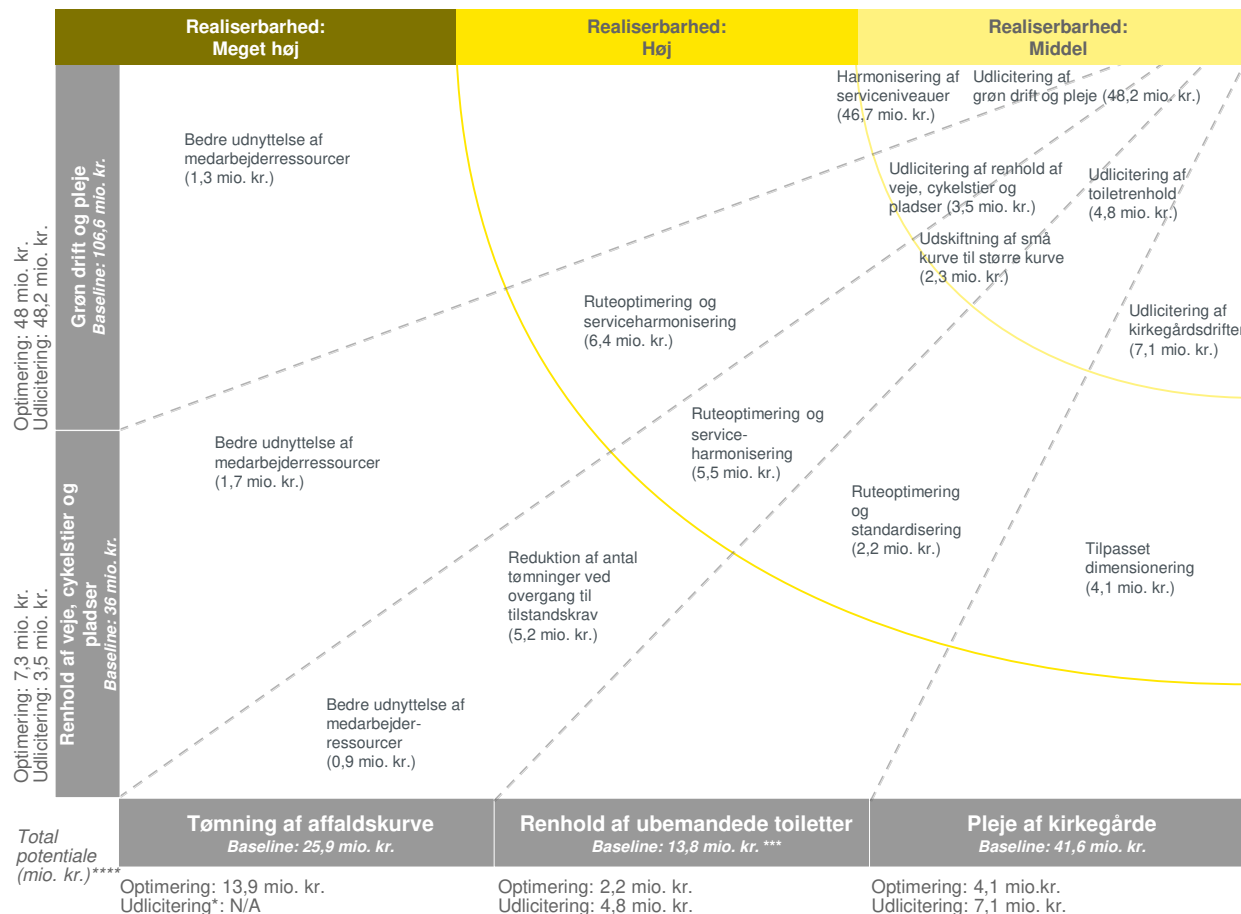 Realiserbarhed:
Meget høj
Realiserbarhed:
Høj
Realiserbarhed:
Middel
Grøn drift og pleje
Baseline: 106,6 mio. kr.
Optimering: 48 mio. kr.
Udlicitering: 48,2 mio. kr.
Bedre udnyttelse af
medarbejderressourcer
(1,3 mio. kr.)
Harmonisering af
serviceniveauer
(46,7 mio. kr.)
Udlicitering af
grøn drift og pleje (48,2 mio. kr.)
Udlicitering af renhold af
veje, cykelstier og
pladser (3,5 mio. kr.)
Udlicitering af
toiletrenhold
(4,8 mio. kr.)
Udskiftning af små
kurve til større kurve
(2,3 mio. kr.)
Ruteoptimering og
serviceharmonisering
(6,4 mio. kr.)
Udlicitering af
kirkegårdsdriften
(7,1 mio. kr.)
Renhold af veje, cykelstier og
pladser
Baseline: 36 mio. kr.
Optimering: 7,3 mio. kr.
Udlicitering: 3,5 mio. kr.
Bedre udnyttelse af
medarbejderressourcer
(1,7 mio. kr.)
Ruteoptimering og
service-
harmonisering
(5,5 mio. kr.)
Ruteoptimering
og
standardisering
(2,2 mio. kr.)
Reduktion af antal
tømninger ved
overgang til
tilstandskrav
(5,2 mio. kr.)
Tilpasset
dimensionering
(4,1 mio. kr.)
Bedre udnyttelse af
medarbejder-
ressourcer
(0,9 mio. kr.)
Total
potentiale
(mio. kr.)****
Tømning af affaldskurve
Baseline: 25,9 mio. kr.
Renhold af ubemandede toiletter
Baseline: 13,8 mio. kr. ***
Pleje af kirkegårde
Baseline: 41,6 mio. kr.
Optimering: 13,9 mio. kr.
Udlicitering*: N/A
Optimering: 2,2 mio. kr.
Udlicitering: 4,8 mio. kr.
Optimering: 4,1 mio.kr.
Udlicitering: 7,1 mio. kr.